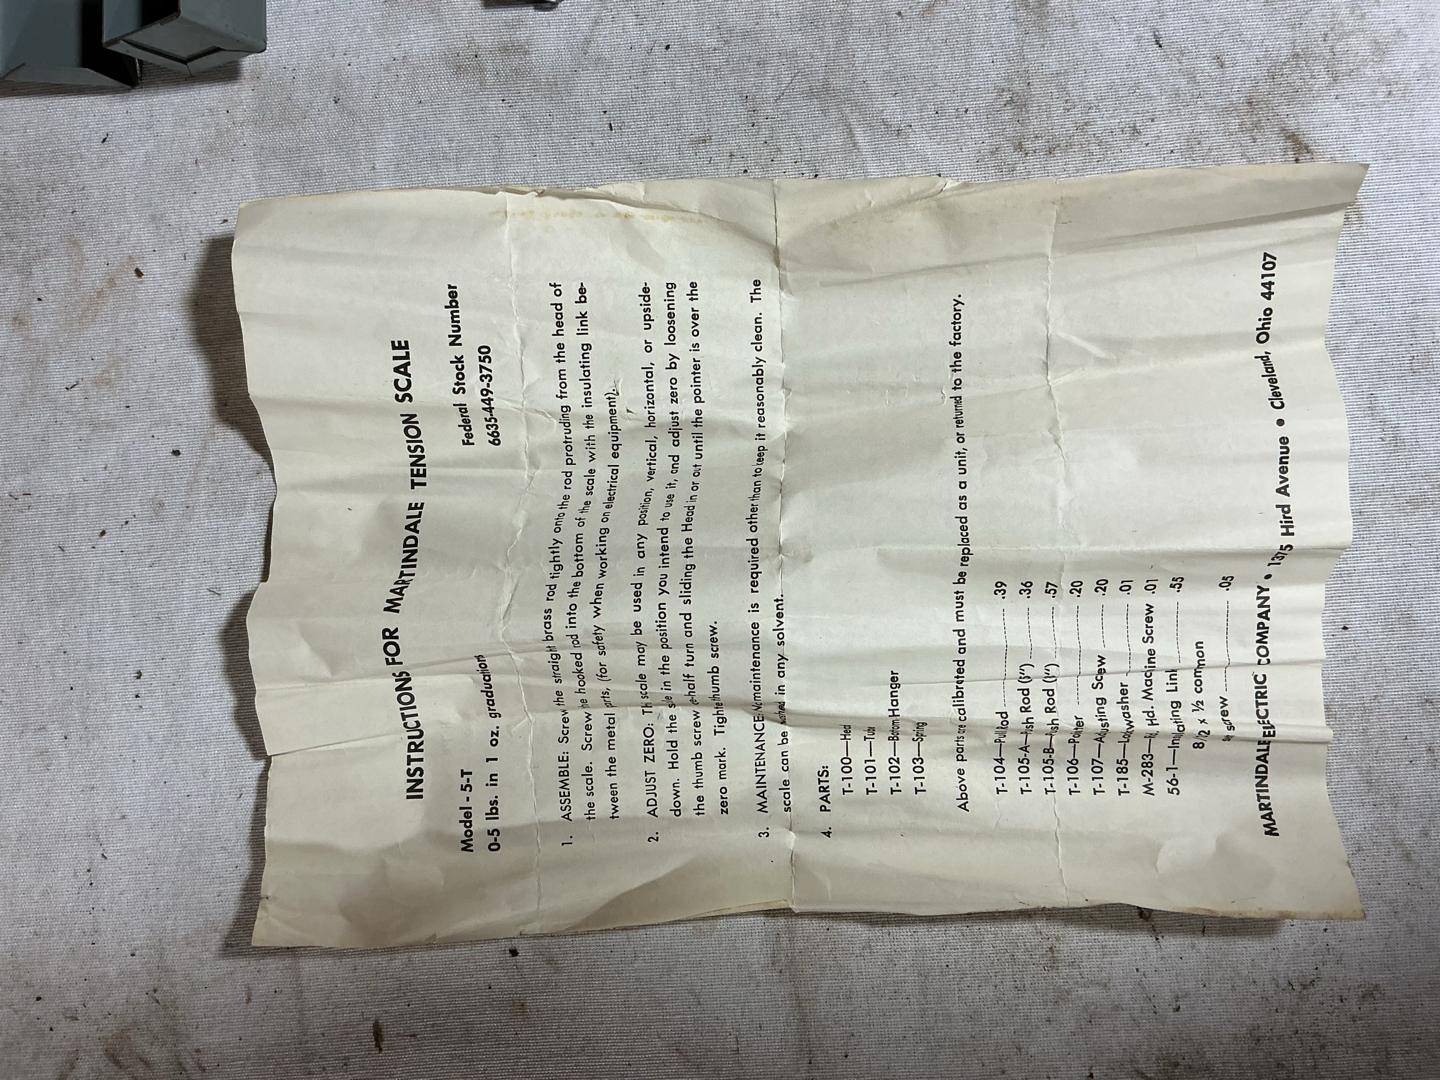 INSTRUCTIONS FOR MARTINDALE TENSION SCALE
Model - 5-T Federal Stock Number
0-5 lbs. in 1 oz. graduations 6635-449-3750
1. ASSEMBLE: Screw the straight brass rod tightly onto the rod protruding from the head of
the scale. Screw the hooked rod into the bottom of the scale with the insulating link be-
tween the metal parts, (for safety when working on electrical equipment).
2. ADJUST ZERO: The scale may be used in any position, vertical, horizontal, or upside-
down. Hold the scale in the position you intend to use it, and adjust zero by loosening
the thumb screw half turn and sliding the Head in or out until the pointer is over the
zero mark. Tighten thumb screw.
3. MAINTENANCE: No maintenance is required other than to keep it reasonably clean. The
scale can be washed in any solvent.
4. PARTS:
T-100—Head
T-101—Tube
T-102—Bottom Hanger
T-103—Spring
Above parts are calibreted and must be replaced as a unit, or returned to the factory.
T-104—Pull Rod .39
T-105-A—Push Rod .36
T-105-B—Push Rod .57
T-106—Pointer .20
T-107—Adjusting Screw .20
T-185—Lockwasher .01
M-283— Hd. Machine Screw .01
56-1—Insulating Link .55
8/2 x ½ common
screw .05
MARTINDALE ELECTRIC COMPANY • 1375 Hird Avenue • Cleveland, Ohio 44107